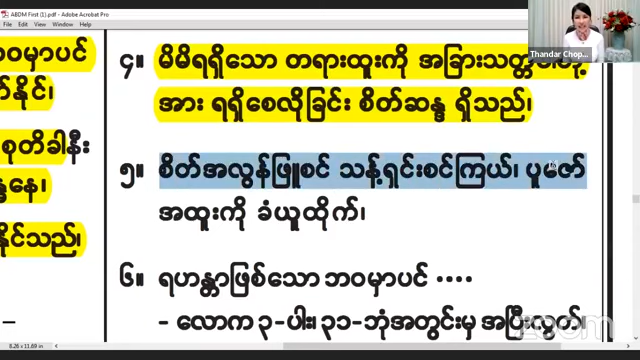 ABDM First (1).pdf - Adobe Acrobat Pro
File Edit View Window
Thandar Chop...
ဘဝမှာပင်
နိုင်၊
စုတိခါနီး
နေ၊
နိုင်သည်၊
၄။ မိမိရရှိသော တရားထူးကို အခြားသတ္တဝါတို့
အား ရရှိစေလိုခြင်း စိတ်ဆန္ဒ ရှိသည်၊
၅။ စိတ်အလွန်ဖြူစင် သန့်ရှင်းစင်ကြယ်၊ ပူဇော်
အထူးကို ခံယူထိုက်၊
၆။ ရဟန္တာဖြစ်သော ဘဝမှာပင် ••••
- လောက ၃-ပါး၊ ၃၁-ဘုံအတွင်းမှ အပြီးလွတ်၊
zoom
8.26 x 11.69 in